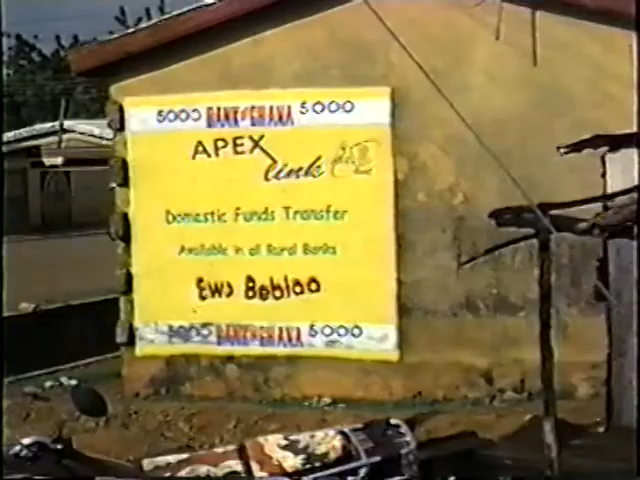 5000 BANK OF GHANA 5000
APEX
Link
Domestic Funds Transfer
Available in all Rural Banks
Ewɔ Bebiaa
5000 BANK OF GHANA 5000